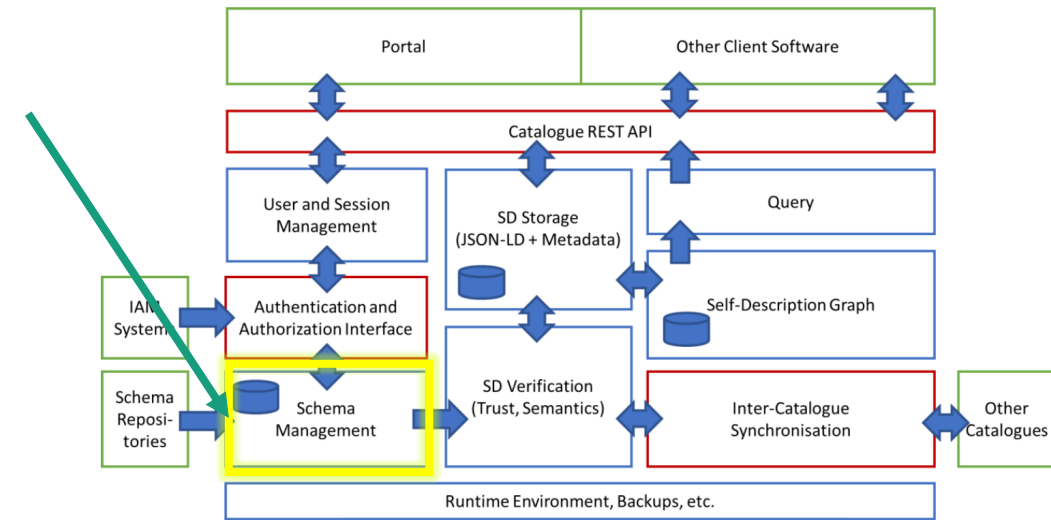 Portal
Other Client Software
Catalogue REST API
User and Session
Management
SD Storage
(JSON-LD + Metadata)
Query
IAM
System
Authentication and
Authorization Interface
Self-Description Graph
Schema
Reposi-
tories
Schema
Management
SD Verification
(Trust, Semantics)
Inter-Catalogue
Synchronisation
Other
Catalogues
Runtime Environment, Backups, etc.